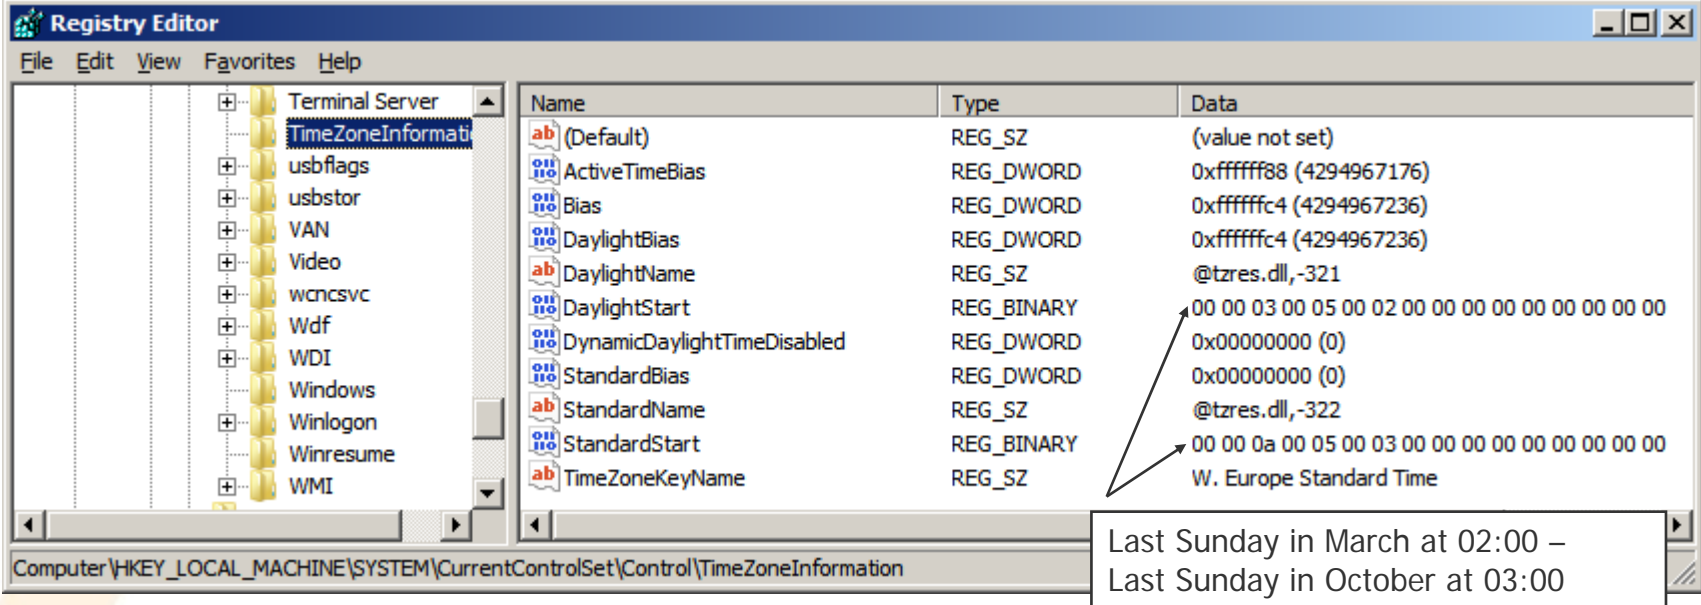 Registry Editor
File Edit View Favorites Help
Terminal Server
TimeZoneInformati
usbflags
usbstor
VAN
Video
wcncsvc
Wdf
WDI
Windows
Winlogon
Winresume
WMI
Name Type Data
(Default) REG_SZ (value not set)
ActiveTimeBias REG_DWORD 0xffffff88 (4294967176)
Bias REG_DWORD 0xffffffc4 (4294967236)
DaylightBias REG_DWORD 0xffffffc4 (4294967236)
DaylightName REG_SZ @tzres.dll,-321
DaylightStart REG_BINARY 00 00 03 00 05 00 02 00 00 00 00 00 00 00 00 00
DynamicDaylightTimeDisabled REG_DWORD 0x00000000 (0)
StandardBias REG_DWORD 0x00000000 (0)
StandardName REG_SZ @tzres.dll,-322
StandardStart REG_BINARY 00 00 0a 00 05 00 03 00 00 00 00 00 00 00 00 00
TimeZoneKeyName REG_SZ W. Europe Standard Time
Last Sunday in March at 02:00 –
Last Sunday in October at 03:00
Computer\HKEY_LOCAL_MACHINE\SYSTEM\CurrentControlSet\Control\TimeZoneInformation